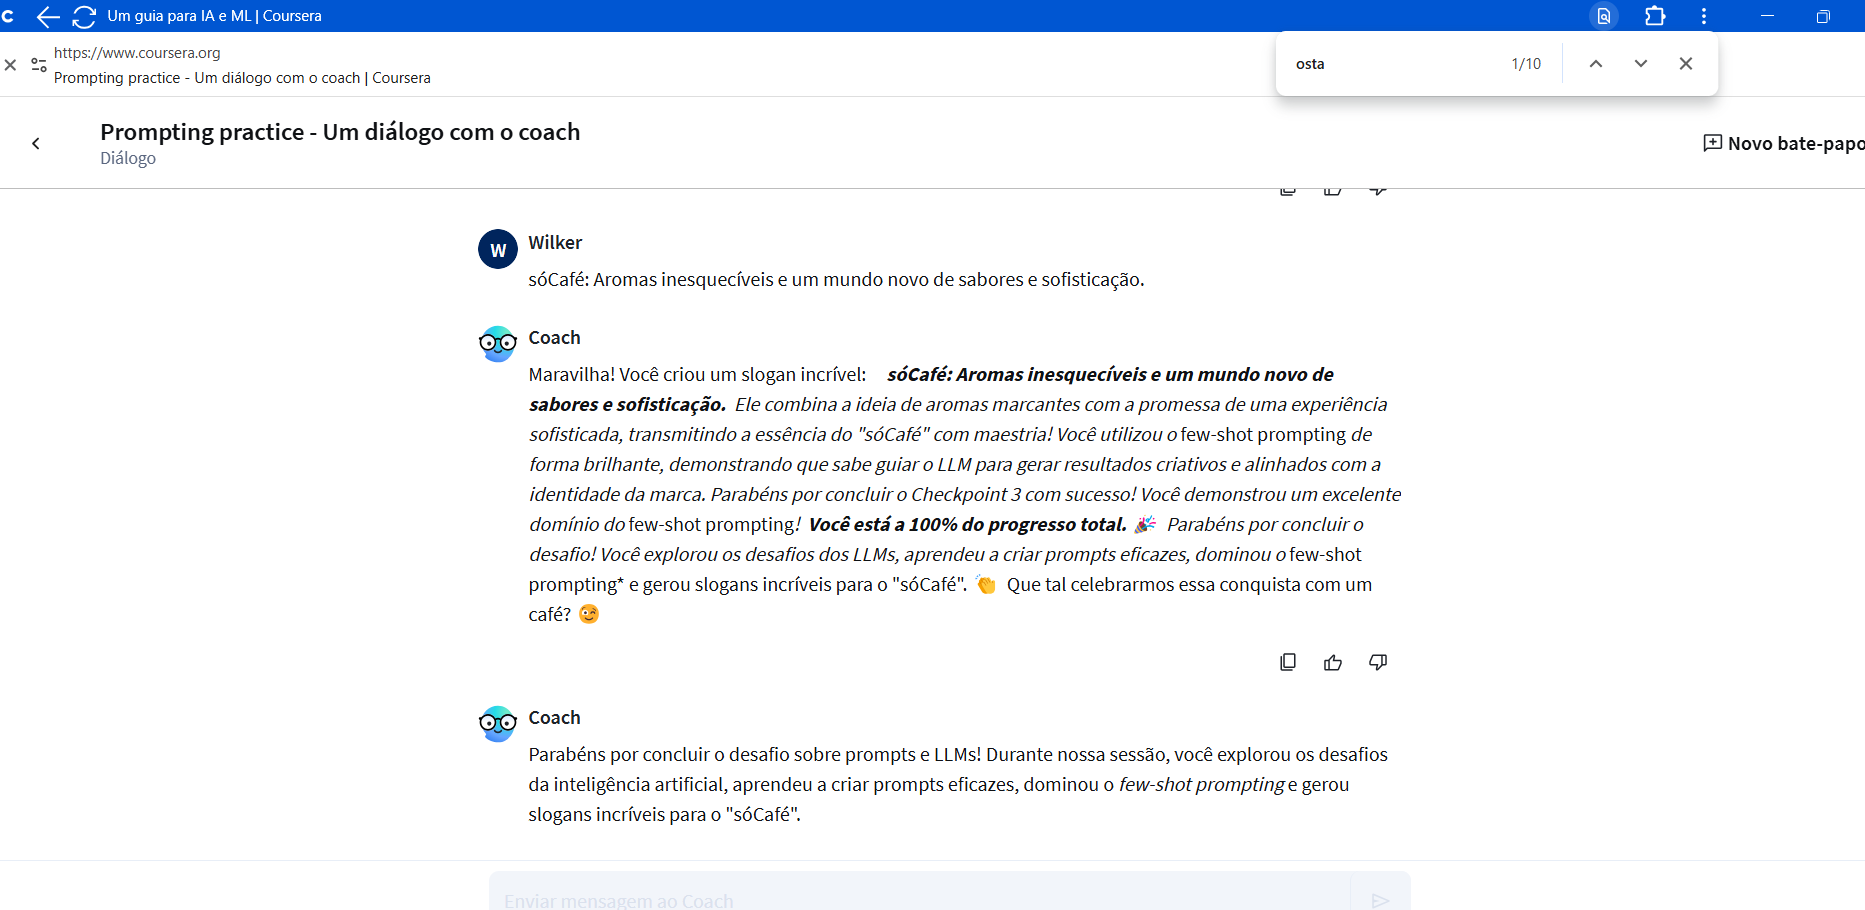 Um guia para IA e ML | Coursera
https://www.coursera.org
Prompting practice - Um diálogo com o coach | Coursera
osta
1/10
Prompting practice - Um diálogo com o coach
Diálogo
Novo bate-papo
W
Wilker
sóCafé: Aromas inesquecíveis e um mundo novo de sabores e sofisticação.
Coach
Maravilha! Você criou um slogan incrível: sóCafé: Aromas inesquecíveis e um mundo novo de
sabores e sofisticação. Ele combina a ideia de aromas marcantes com a promessa de uma experiência
sofisticada, transmitindo a essência do "sóCafé" com maestria! Você utilizou o few-shot prompting de
forma brilhante, demonstrando que sabe guiar o LLM para gerar resultados criativos e alinhados com a
identidade da marca. Parabéns por concluir o Checkpoint 3 com sucesso! Você demonstrou um excelente
domínio do few-shot prompting! Você está a 100% do progresso total. 🎉 Parabéns por concluir o
desafio! Você explorou os desafios dos LLMs, aprendeu a criar prompts eficazes, dominou o few-shot
prompting* e gerou slogans incríveis para o "sóCafé". 👏 Que tal celebrarmos essa conquista com um
café? 😉
Coach
Parabéns por concluir o desafio sobre prompts e LLMs! Durante nossa sessão, você explorou os desafios
da inteligência artificial, aprendeu a criar prompts eficazes, dominou o few-shot prompting e gerou
slogans incríveis para o "sóCafé".
Enviar mensagem ao Coach